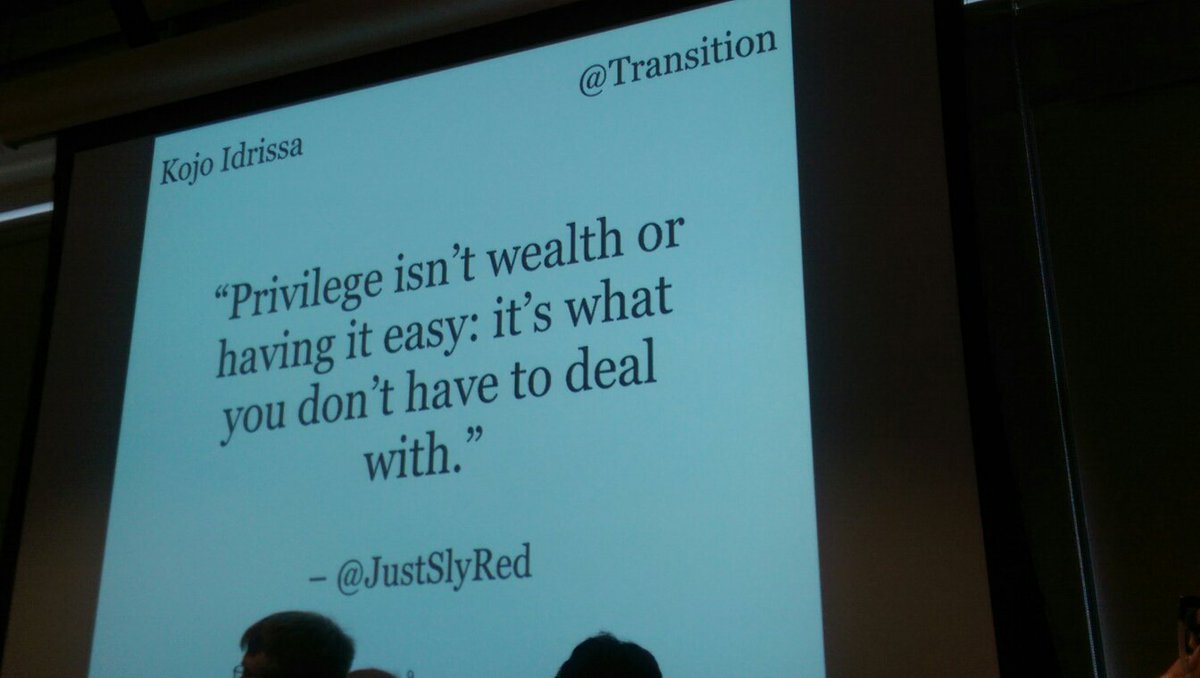 @Transition
Kojo Idrissa
“Privilege isn’t wealth or
having it easy: it’s what
you don’t have to deal
with.”
– @JustSlyRed